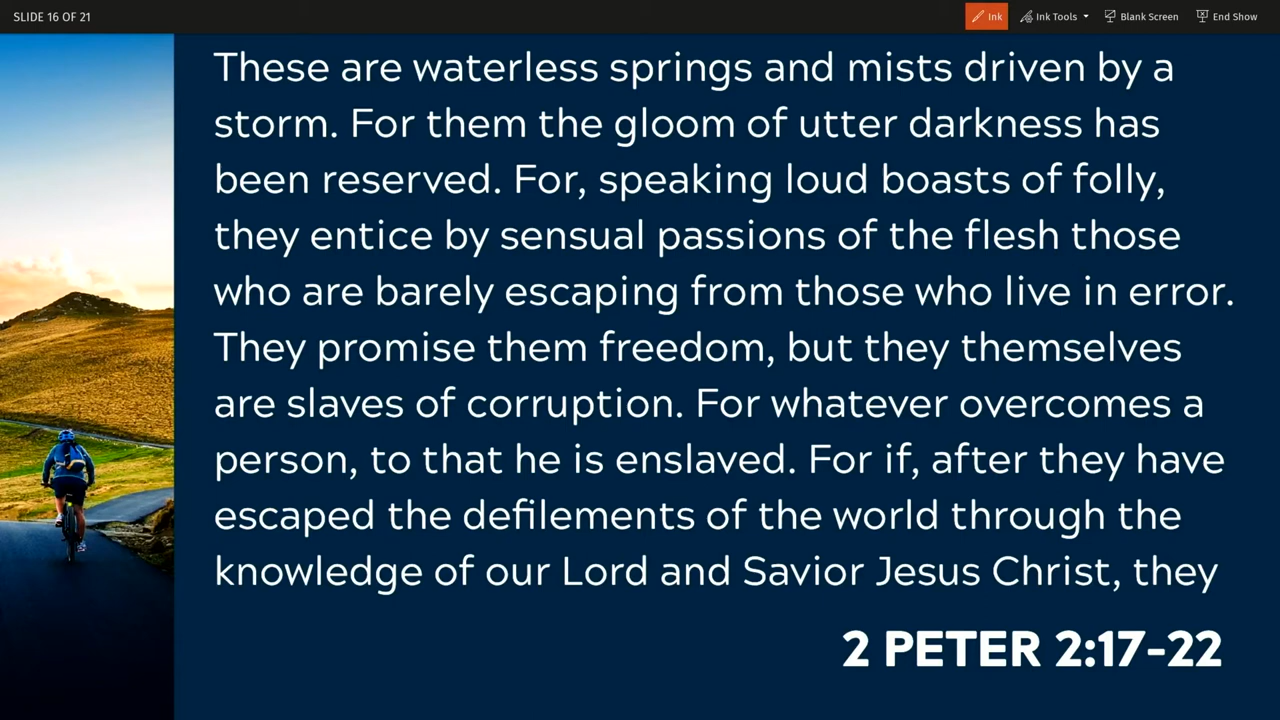 SLIDE 16 OF 21
Ink
Ink Tools
Blank Screen
End Show
These are waterless springs and mists driven by a
storm. For them the gloom of utter darkness has
been reserved. For, speaking loud boasts of folly,
they entice by sensual passions of the flesh those
who are barely escaping from those who live in error.
They promise them freedom, but they themselves
are slaves of corruption. For whatever overcomes a
person, to that he is enslaved. For if, after they have
escaped the defilements of the world through the
knowledge of our Lord and Savior Jesus Christ, they
2 PETER 2:17-22